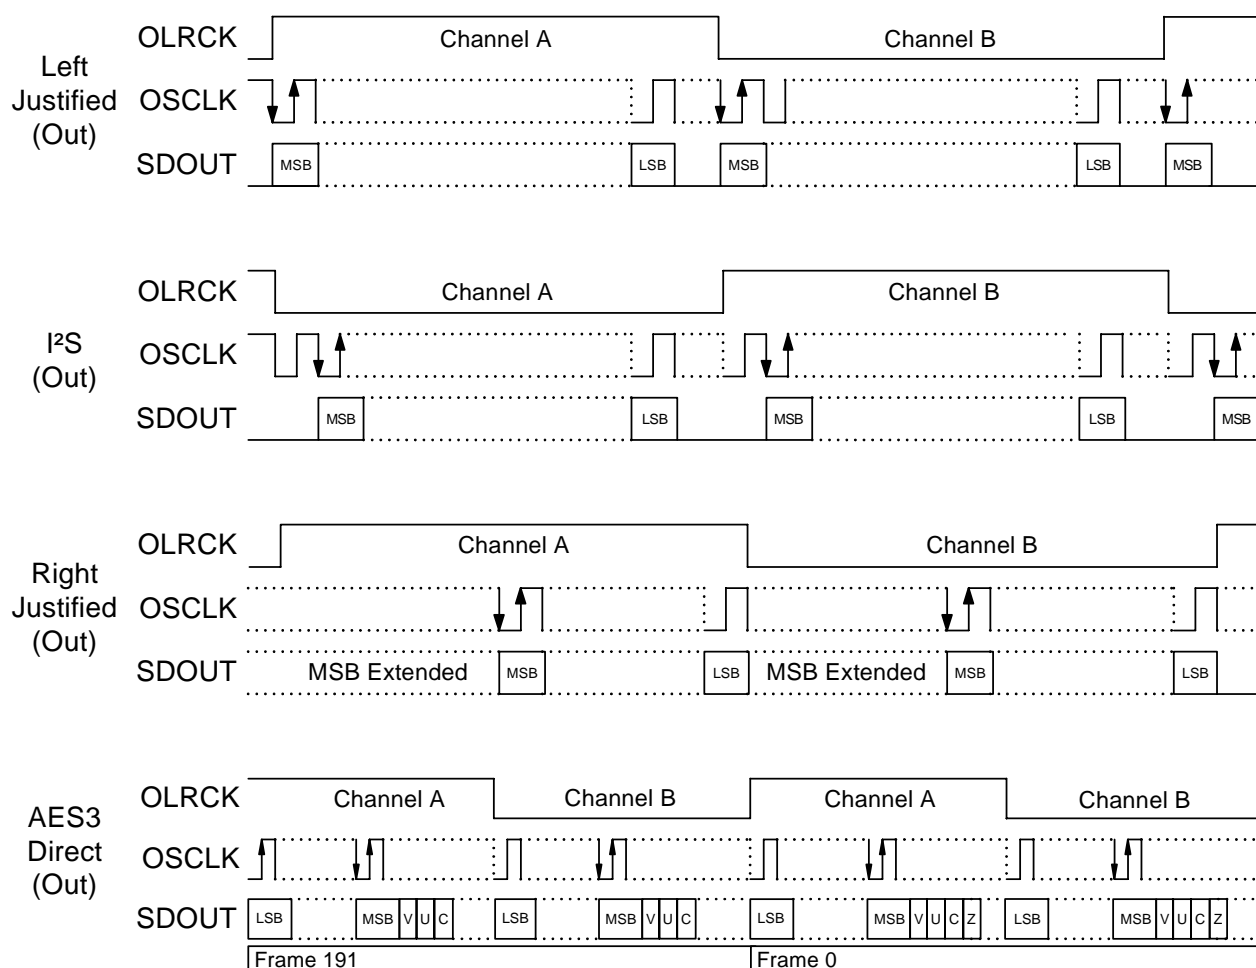 Left
Justified
(Out)
OLRCK
Channel A
Channel B
OSCLK
SDOUT
MSB
LSB
MSB
LSB
MSB
I²S
(Out)
OLRCK
Channel A
Channel B
OSCLK
SDOUT
MSB
LSB
MSB
LSB
MSB
Right
Justified
(Out)
OLRCK
Channel A
Channel B
OSCLK
SDOUT
MSB Extended
MSB
LSB
MSB Extended
MSB
LSB
AES3
Direct
(Out)
OLRCK
Channel A
Channel B
Channel A
Channel B
OSCLK
SDOUT
LSB
MSB V U C
LSB
MSB V U C
LSB
MSB V U C Z
LSB
MSB V U C Z
Frame 191
Frame 0